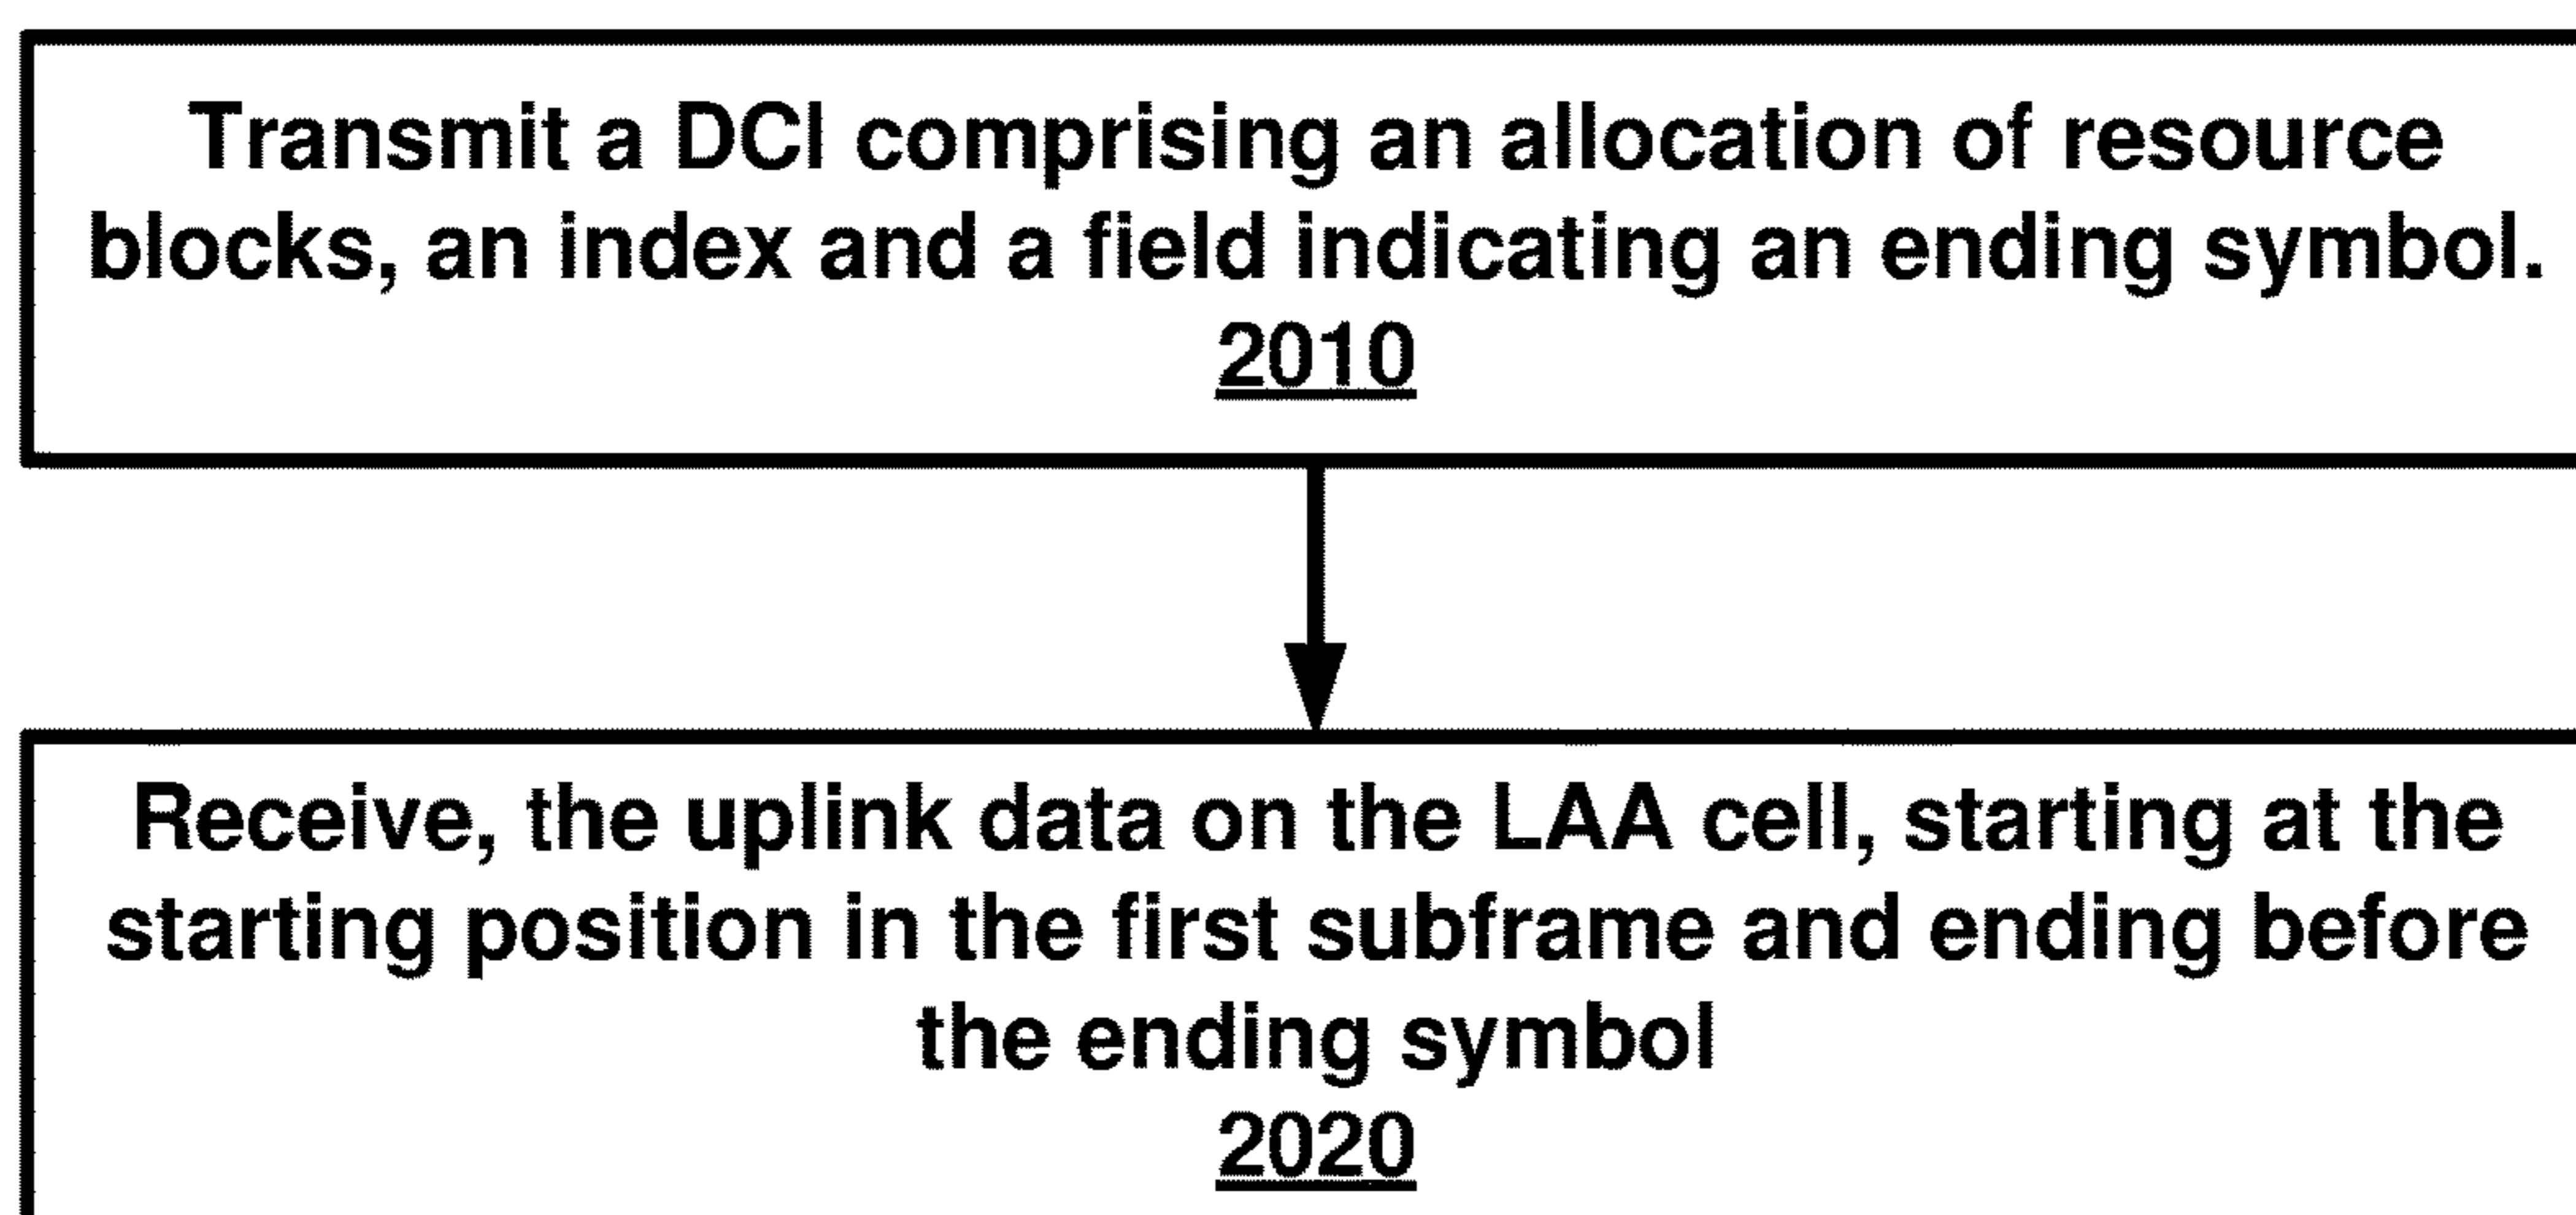 Transmit a DCI comprising an allocation of resource
blocks, an index and a field indicating an ending symbol.
2010
Receive, the uplink data on the LAA cell, starting at the
starting position in the first subframe and ending before
the ending symbol
2020